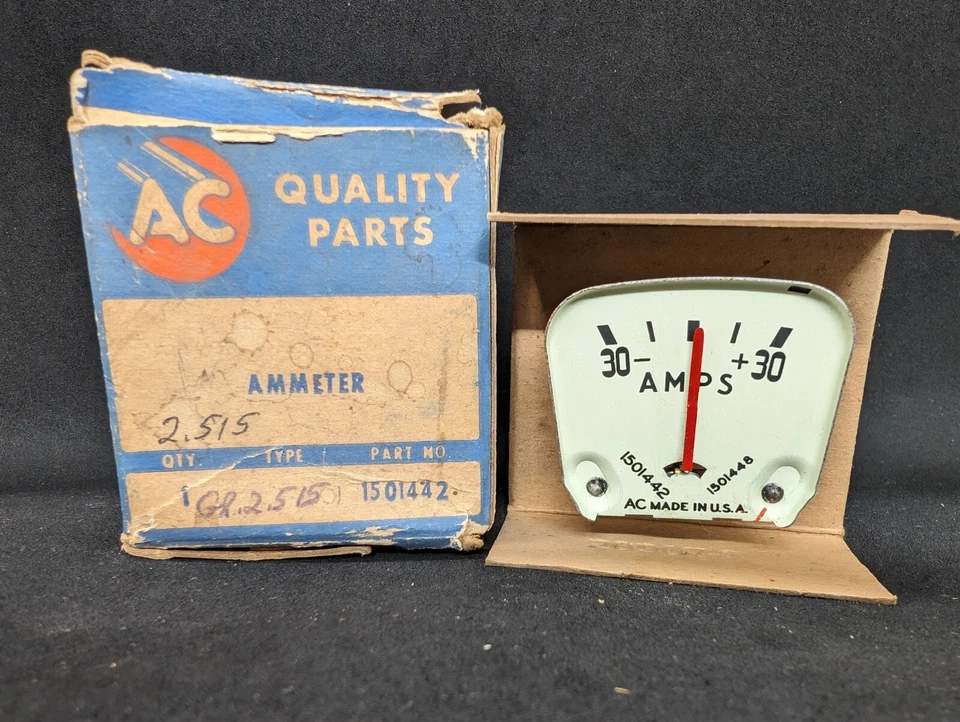 AC
QUALITY
PARTS
AMMETER
2.515
QTY. TYPE PART NO.
1 GR.2.515 1501442
30- +30
AMPS
1501442 1501448
AC MADE IN U.S.A.